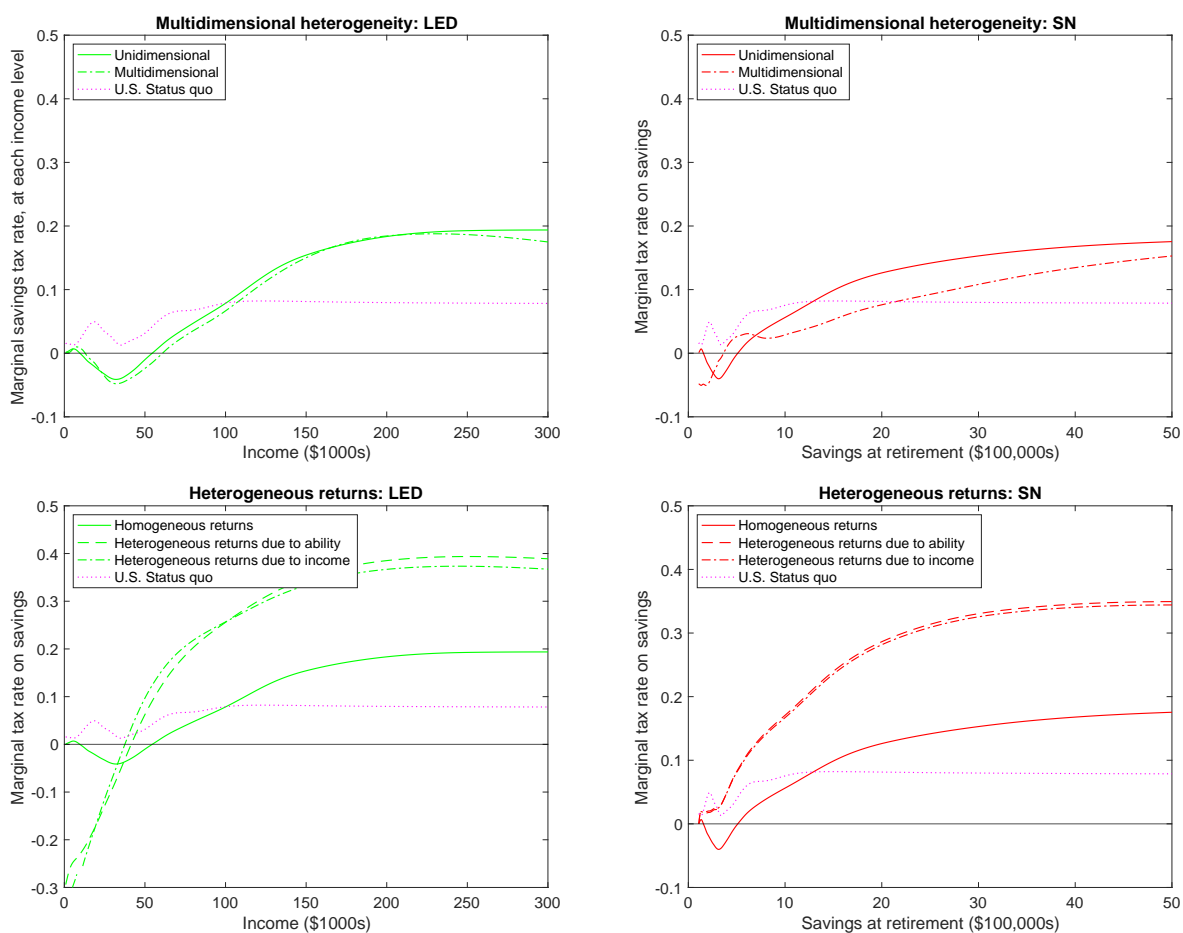 Multidimensional heterogeneity: LED
Marginal savings tax rate, at each income level
0.5
0.4
0.3
0.2
0.1
0
-0.1
Unidimensional
Multidimensional
U.S. Status quo
0 50 100 150 200 250 300
Income ($1000s)
Multidimensional heterogeneity: SN
Marginal tax rate on savings
0.5
0.4
0.3
0.2
0.1
0
-0.1
Unidimensional
Multidimensional
U.S. Status quo
0 10 20 30 40 50
Savings at retirement ($100,000s)
Heterogeneous returns: LED
Marginal tax rate on savings
0.5
0.4
0.3
0.2
0.1
0
-0.1
-0.2
-0.3
Homogeneous returns
Heterogeneous returns due to ability
Heterogeneous returns due to income
U.S. Status quo
0 50 100 150 200 250 300
Income ($1000s)
Heterogeneous returns: SN
Marginal tax rate on savings
0.5
0.4
0.3
0.2
0.1
0
-0.1
Homogeneous returns
Heterogeneous returns due to ability
Heterogeneous returns due to income
U.S. Status quo
0 10 20 30 40 50
Savings at retirement ($100,000s)